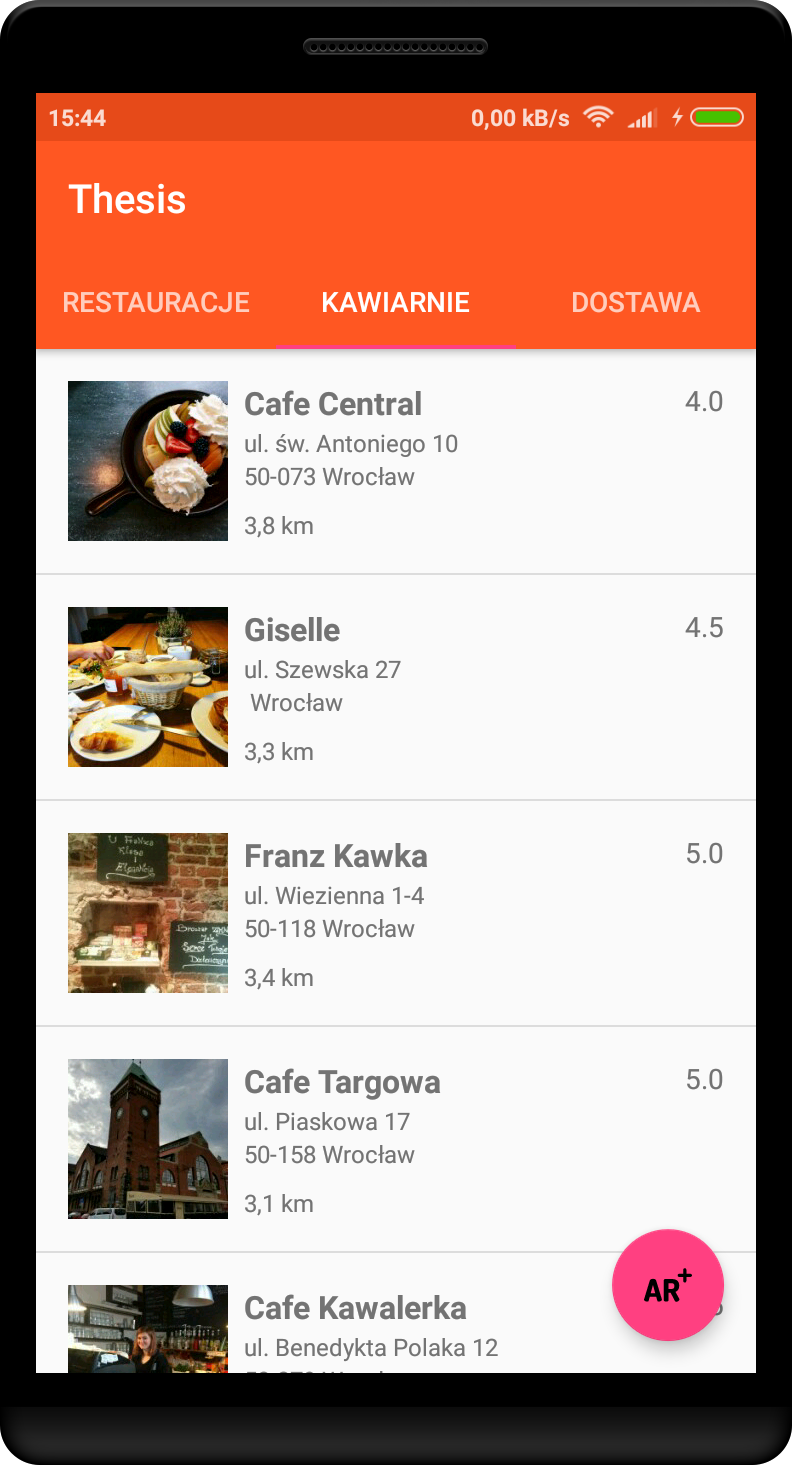 15:44
0,00 kB/s
Thesis
RESTAURACJE
KAWIARNIE
DOSTAWA
Cafe Central
4.0
ul. św. Antoniego 10
50-073 Wrocław
3,8 km
Giselle
4.5
ul. Szewska 27
Wrocław
3,3 km
U Franka
Klasa
i
Elegancja
Franz Kawka
5.0
ul. Wiezienna 1-4
50-118 Wrocław
3,4 km
Cafe Targowa
5.0
ul. Piaskowa 17
50-158 Wrocław
3,1 km
AR+
Cafe Kawalerka
ul. Benedykta Polaka 12